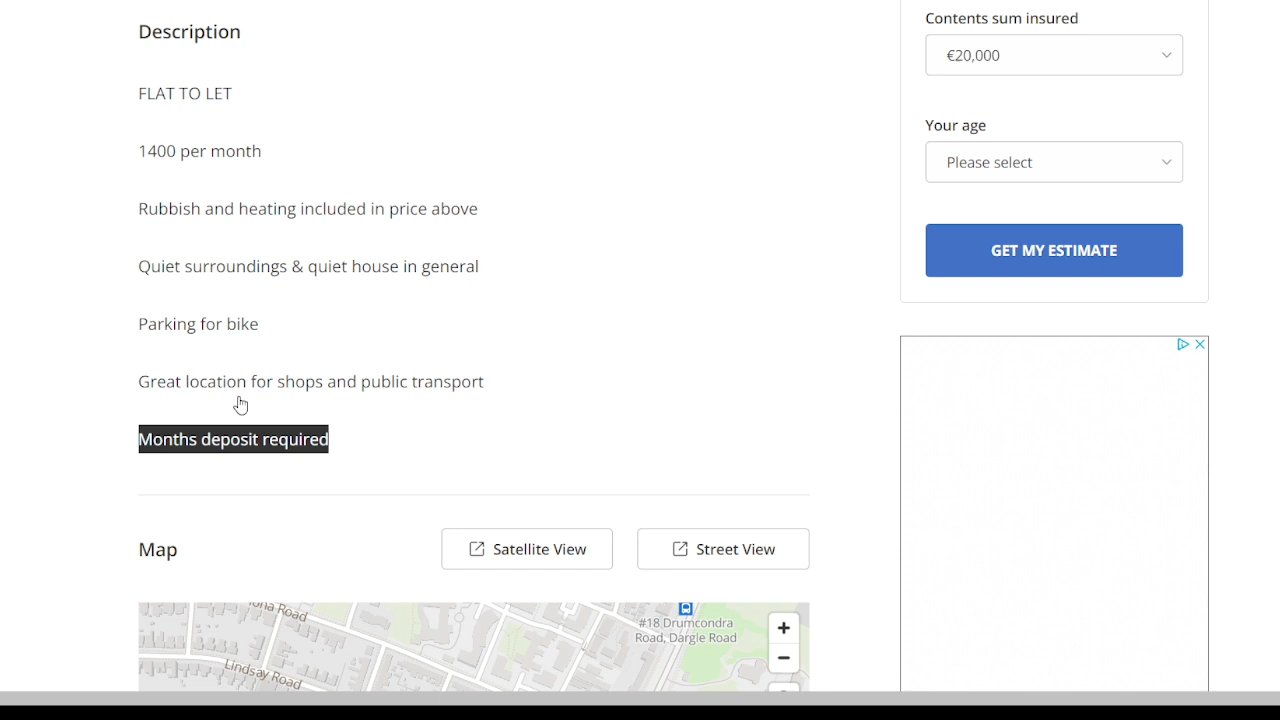 Description
FLAT TO LET
1400 per month
Rubbish and heating included in price above
Quiet surroundings & quiet house in general
Parking for bike
Great location for shops and public transport
Months deposit required
Map
Satellite View
Street View
#18 Drumcondra
Road, Dargle Road
Lindsay Road
+
−
Contents sum insured
€20,000
Your age
Please select
GET MY ESTIMATE